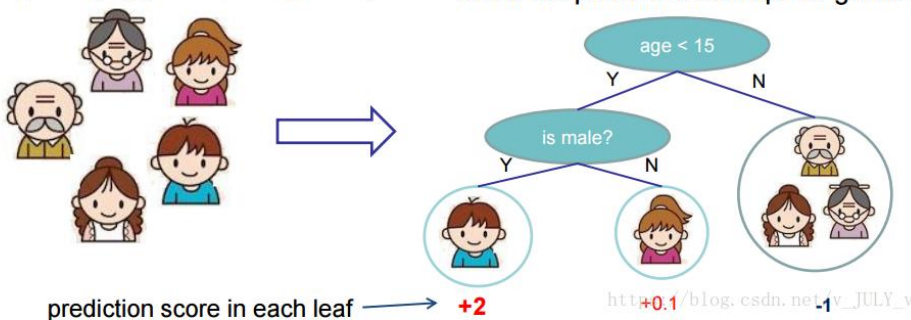 age < 15
Y
N
is male?
Y
N
prediction score in each leaf
+2
+0.1
-1
http://blog.csdn.net/v_JULY_v